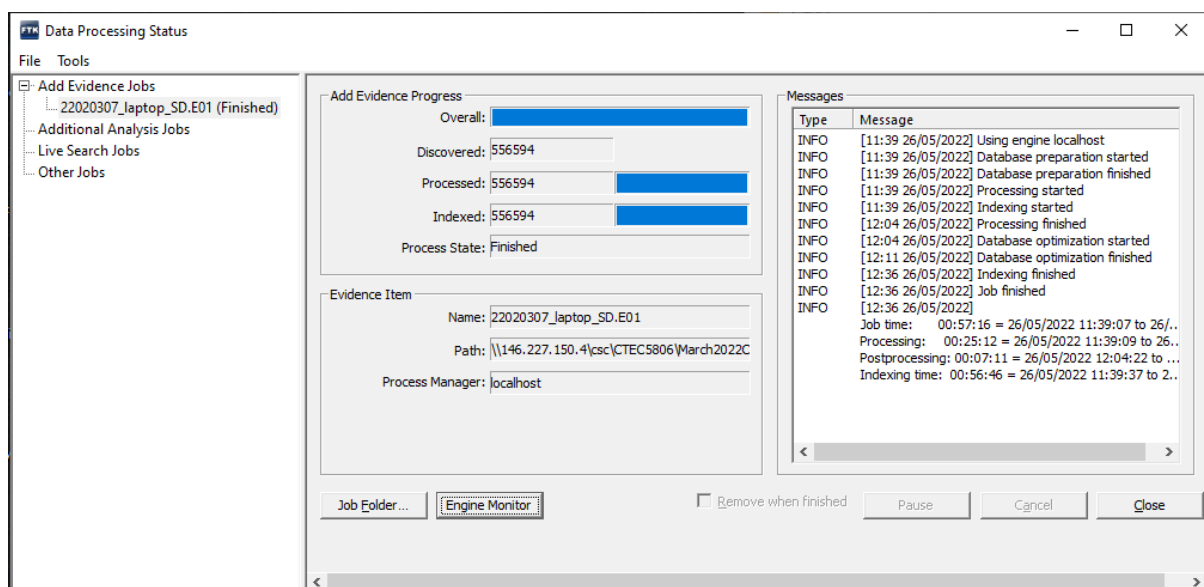 FTK Data Processing Status
File Tools
Add Evidence Jobs
22020307_laptop_SD.E01 (Finished)
Additional Analysis Jobs
Live Search Jobs
Other Jobs
Add Evidence Progress
Overall:
Discovered: 556594
Processed: 556594
Indexed: 556594
Process State: Finished
Evidence Item
Name: 22020307_laptop_SD.E01
Path: \\146.227.150.4\csc\CTEC5806\March2022C
Process Manager: localhost
Messages
Type Message
INFO [11:39 26/05/2022] Using engine localhost
INFO [11:39 26/05/2022] Database preparation started
INFO [11:39 26/05/2022] Database preparation finished
INFO [11:39 26/05/2022] Processing started
INFO [11:39 26/05/2022] Indexing started
INFO [12:04 26/05/2022] Processing finished
INFO [12:04 26/05/2022] Database optimization started
INFO [12:11 26/05/2022] Database optimization finished
INFO [12:36 26/05/2022] Indexing finished
INFO [12:36 26/05/2022] Job finished
INFO [12:36 26/05/2022]
Job time: 00:57:16 = 26/05/2022 11:39:07 to 26/..
Processing: 00:25:12 = 26/05/2022 11:39:09 to 26..
Postprocessing: 00:07:11 = 26/05/2022 12:04:22 to ...
Indexing time: 00:56:46 = 26/05/2022 11:39:37 to 2..
Job Folder... Engine Monitor Remove when finished Pause Cancel Close